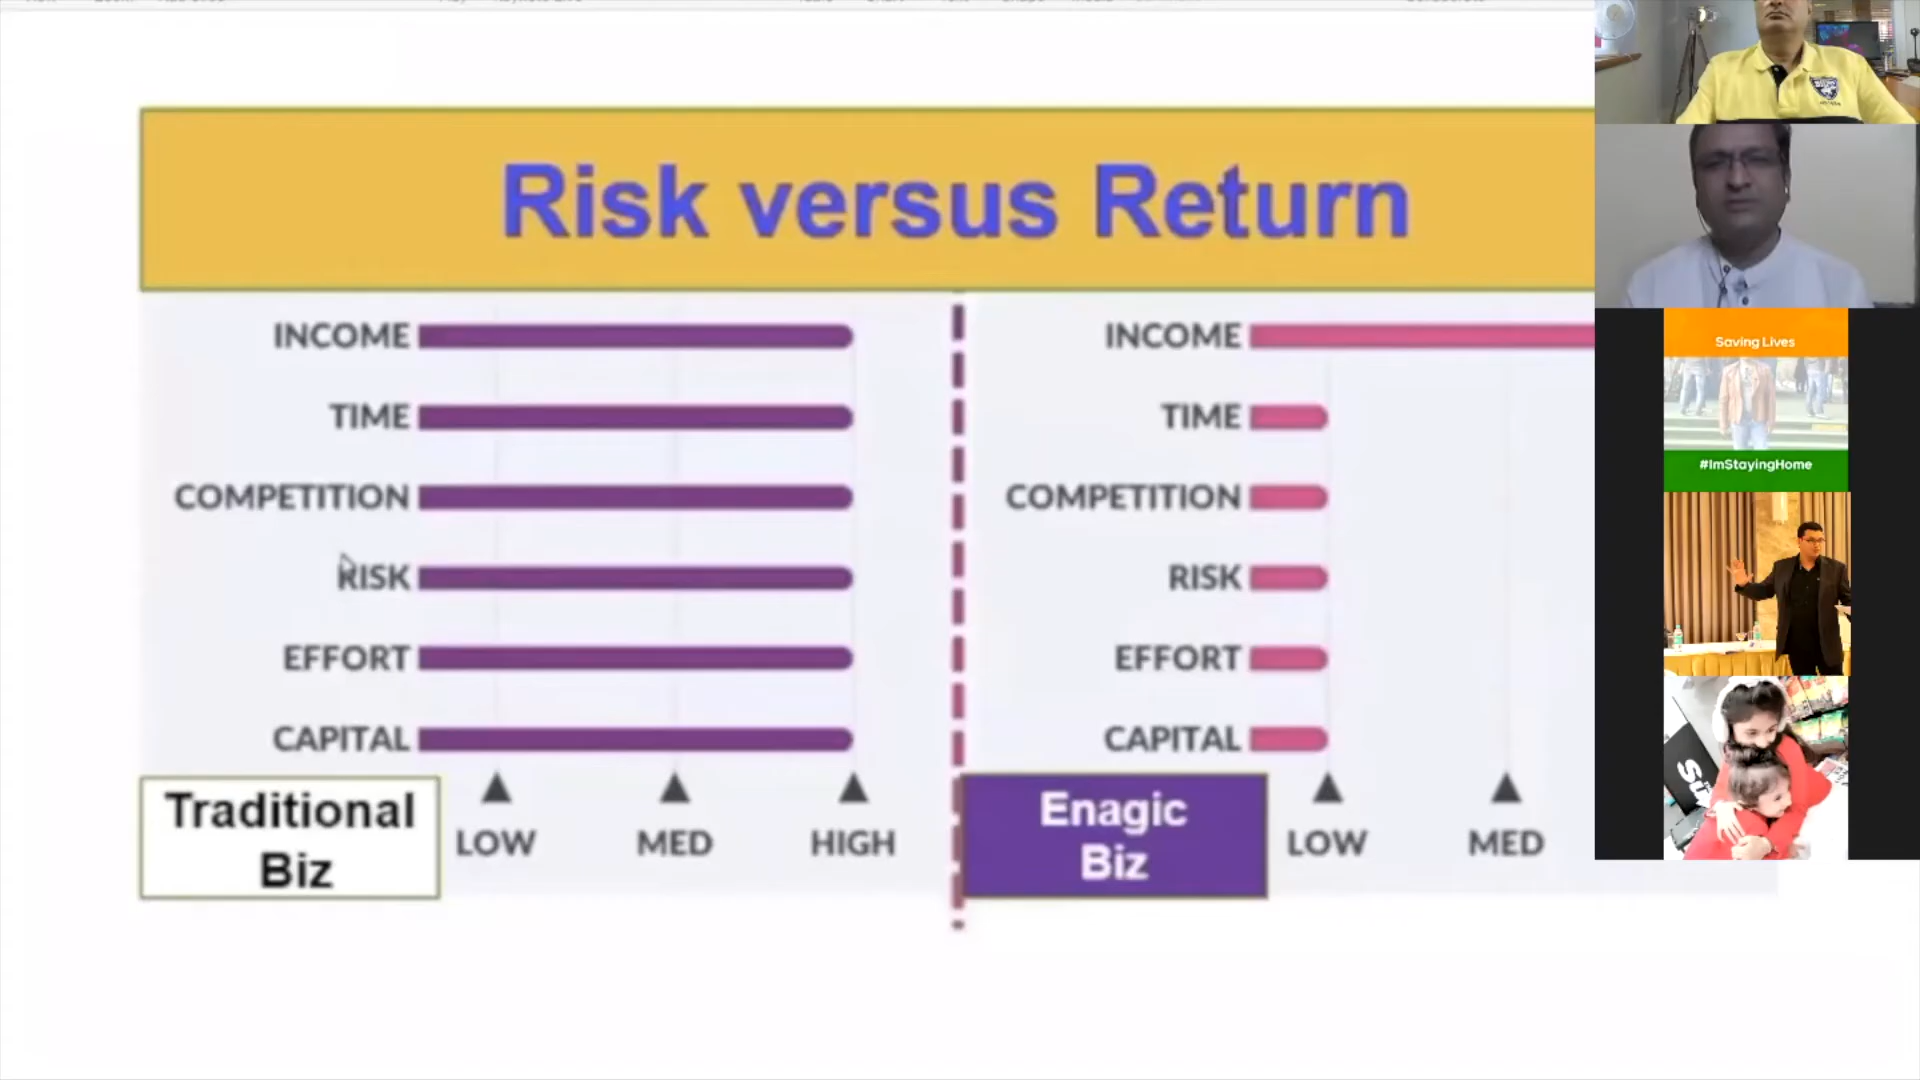 Risk versus Return
INCOME
TIME
COMPETITION
RISK
EFFORT
CAPITAL
Traditional
Biz
LOW MED HIGH
INCOME
TIME
COMPETITION
RISK
EFFORT
CAPITAL
Enagic
Biz
LOW MED
Saving Lives
#ImStayingHome